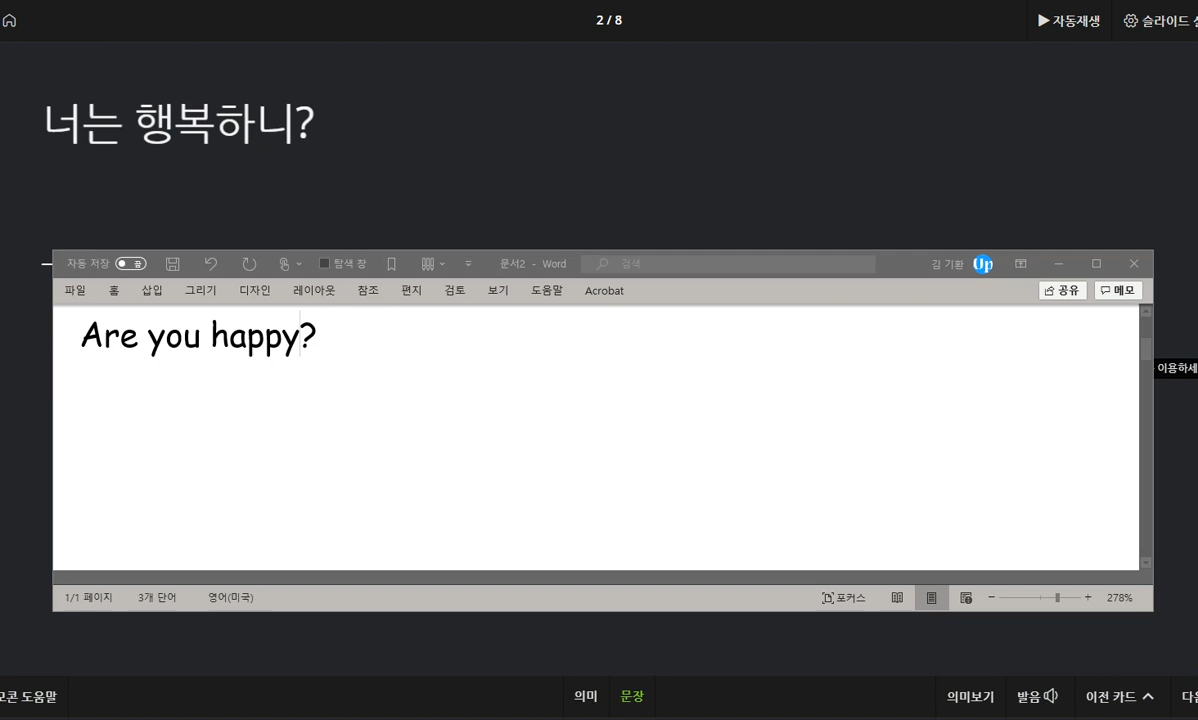 2 / 8
▶ 자동재생
슬라이드
너는 행복하니?
자동 저장 끔
탐색 창
문서2 - Word
검색
김 기환
Up
파일 홈 삽입 그리기 디자인 레이아웃 참조 편지 검토 보기 도움말 Acrobat
공유 메모
Are you happy?
이용하세
1/1 페이지 3개 단어 영어(미국)
포커스
− + 278%
모콘 도움말
의미 문장
의미보기 발음 이전 카드